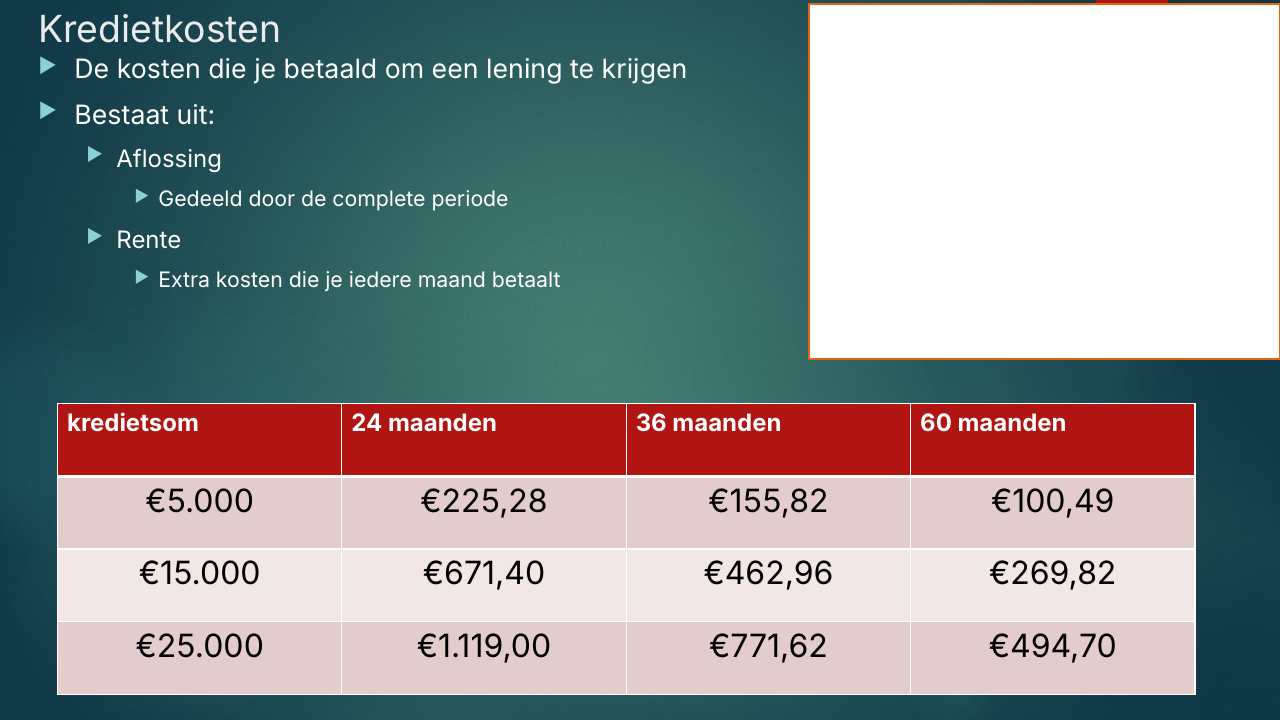 Kredietkosten
De kosten die je betaald om een lening te krijgen
Bestaat uit:
Aflossing
Gedeeld door de complete periode
Rente
Extra kosten die je iedere maand betaalt
kredietsom 24 maanden 36 maanden 60 maanden
€5.000 €225,28 €155,82 €100,49
€15.000 €671,40 €462,96 €269,82
€25.000 €1.119,00 €771,62 €494,70